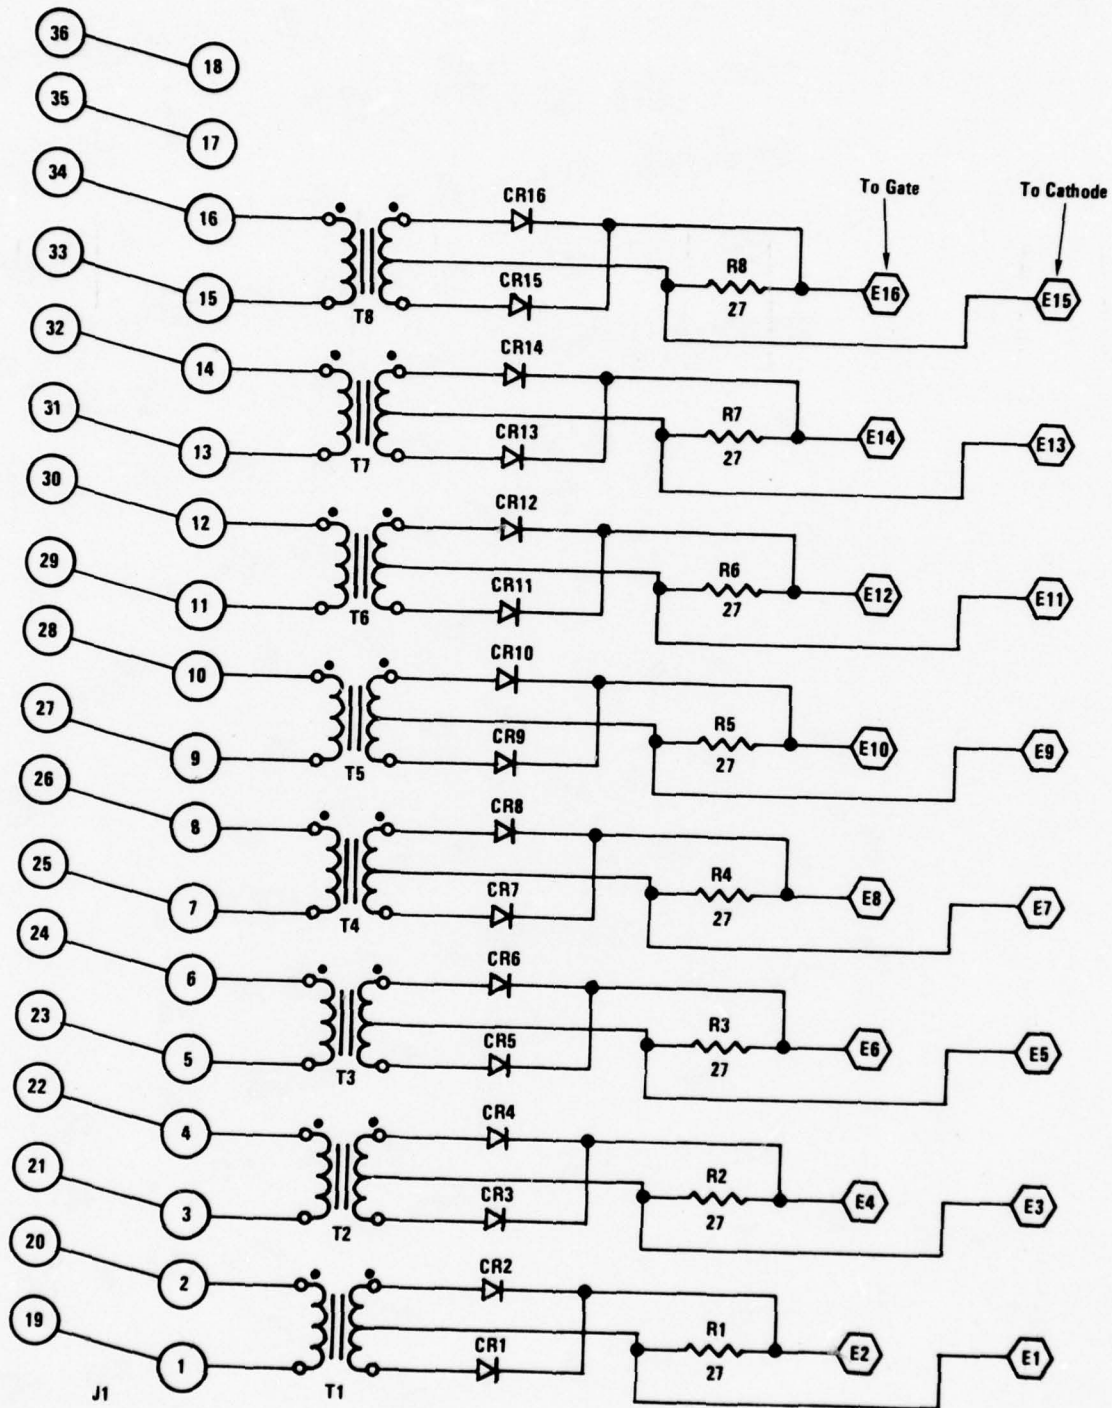 36
18
35
17
34
16
CR16
To Gate
To Cathode
33
15
T8
CR15
R8
27
E16
E15
32
14
CR14
31
13
T7
CR13
R7
27
E14
E13
30
12
CR12
29
11
T6
CR11
R6
27
E12
E11
28
10
CR10
27
9
T5
CR9
R5
27
E10
E9
26
8
CR8
25
7
T4
CR7
R4
27
E8
E7
24
6
CR6
23
5
T3
CR5
R3
27
E6
E5
22
4
CR4
21
3
T2
CR3
R2
27
E4
E3
20
2
CR2
19
1
T1
CR1
R1
27
E2
E1
J1